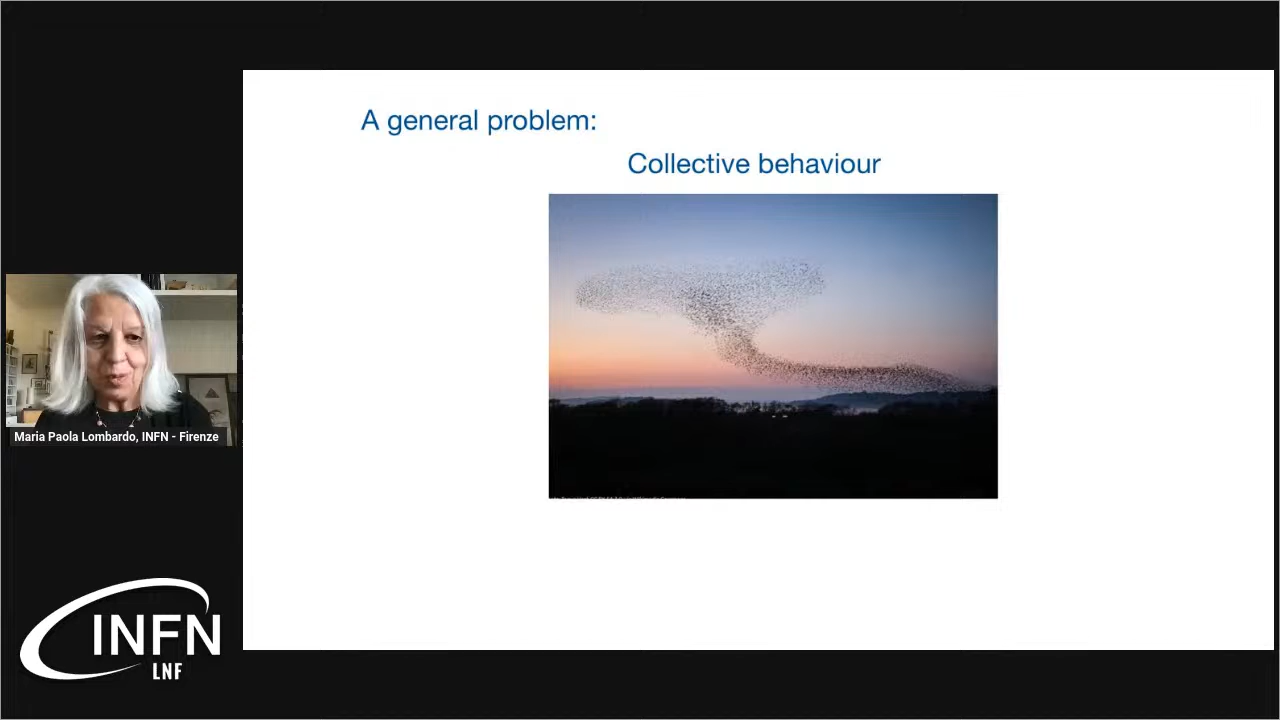 A general problem:
Collective behaviour
Maria Paola Lombardo, INFN - Firenze
INFN
LNF